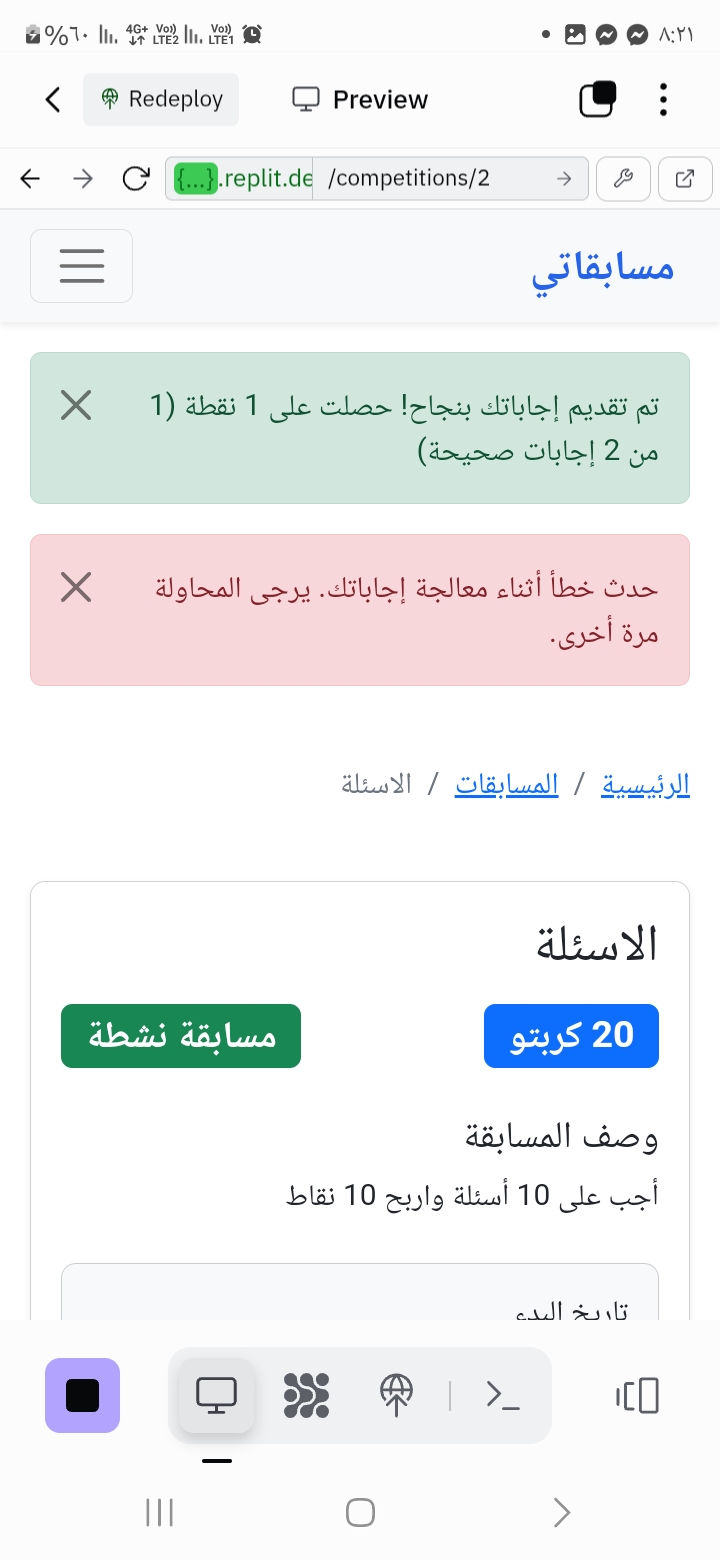 %٦٠ 4G+ Vo)) LTE2 Vo)) LTE1 ٨:٢١
Redeploy Preview
{...}.replit.de /competitions/2
مسابقاتي
تم تقديم إجاباتك بنجاح! حصلت على 1 نقطة (1
من 2 إجابات صحيحة)
حدث خطأ أثناء معالجة إجاباتك. يرجى المحاولة
مرة أخرى.
الرئيسية / المسابقات / الاسئلة
الاسئلة
20 كربتو
مسابقة نشطة
وصف المسابقة
أجب على 10 أسئلة واربح 10 نقاط
تاريخ البدء